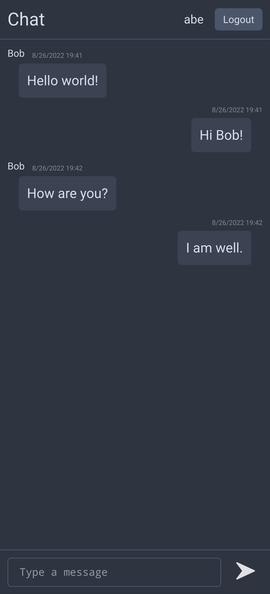 Chat abe Logout
Bob 8/26/2022 19:41
Hello world!
8/26/2022 19:41
Hi Bob!
Bob 8/26/2022 19:42
How are you?
8/26/2022 19:42
I am well.
Type a message